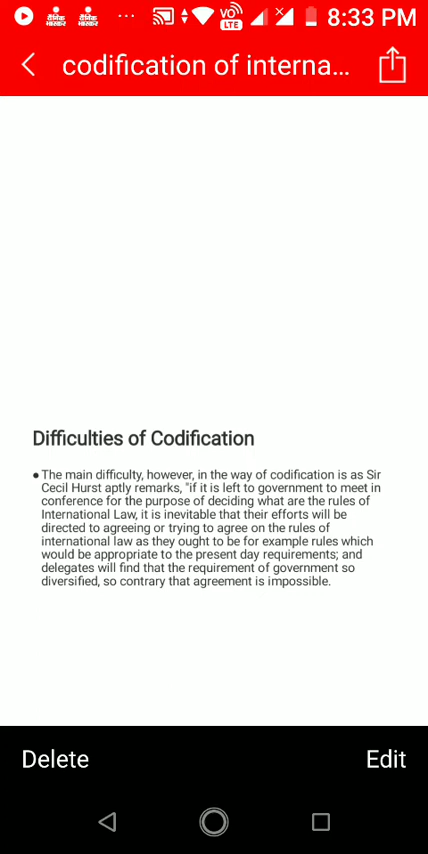 8:33 PM
VO
LTE
दैनिक
भास्कर
दैनिक
भास्कर
codification of interna...
Difficulties of Codification
• The main difficulty, however, in the way of codification is as Sir
Cecil Hurst aptly remarks, "if it is left to government to meet in
conference for the purpose of deciding what are the rules of
International Law, it is inevitable that their efforts will be
directed to agreeing or trying to agree on the rules of
international law as they ought to be for example rules which
would be appropriate to the present day requirements; and
delegates will find that the requirement of government so
diversified, so contrary that agreement is impossible.
Delete
Edit